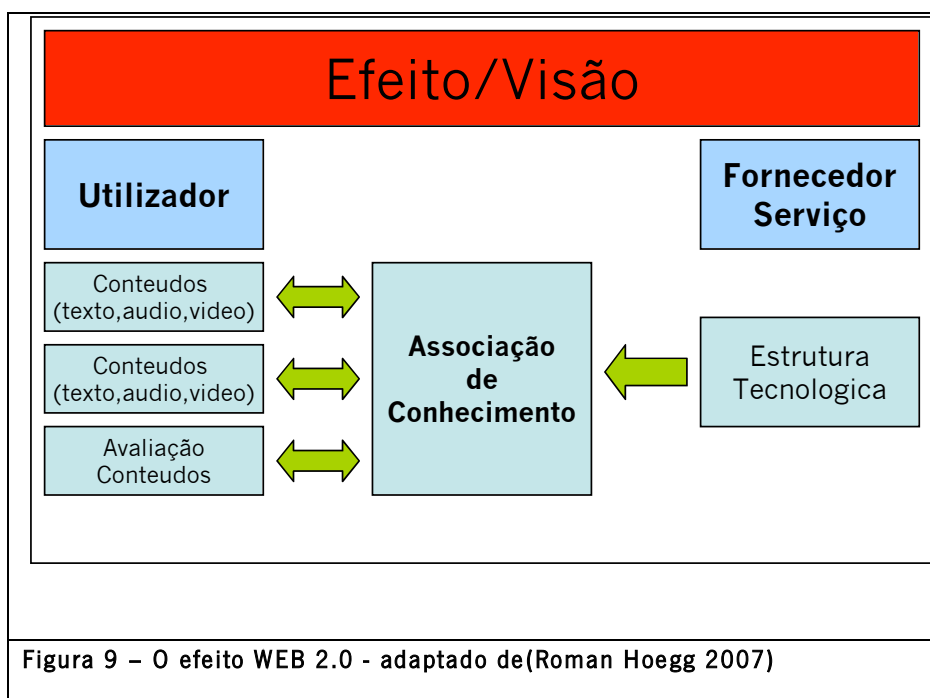 Efeito/Visão
Utilizador
Fornecedor
Serviço
Conteudos
(texto,audio,video)
Conteudos
(texto,audio,video)
Avaliação
Conteudos
Associação
de
Conhecimento
Estrutura
Tecnologica
Figura 9 – O efeito WEB 2.0 - adaptado de(Roman Hoegg 2007)